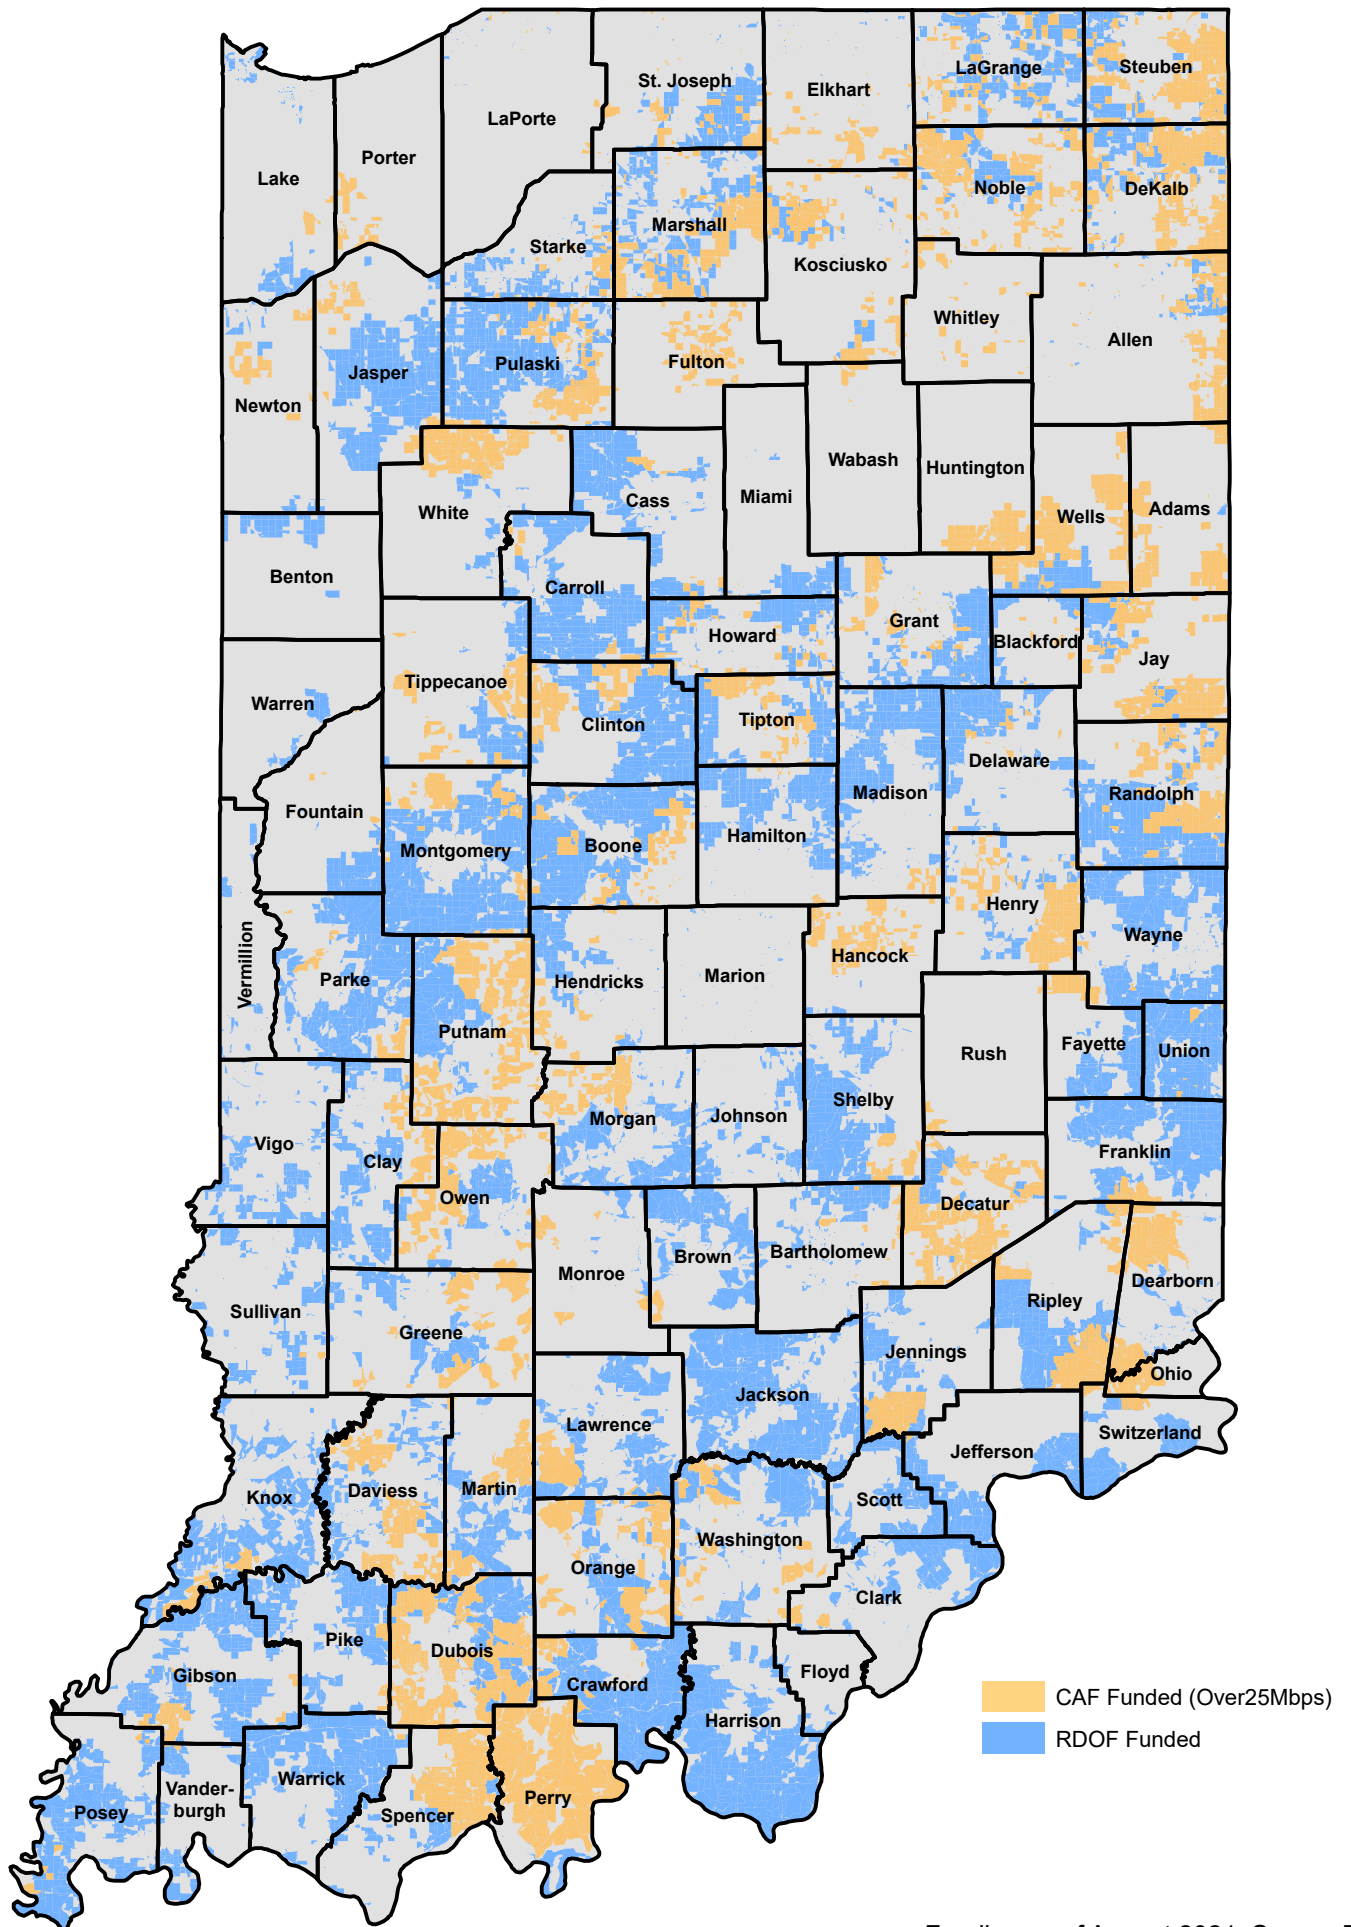 LaGrange
Steuben
St. Joseph
Elkhart
LaPorte
Porter
Lake
Noble
DeKalb
Marshall
Starke
Kosciusko
Whitley
Allen
Pulaski
Fulton
Jasper
Newton
Wabash
Huntington
Miami
Cass
White
Wells
Adams
Benton
Carroll
Grant
Howard
Blackford
Jay
Tippecanoe
Warren
Clinton
Tipton
Delaware
Madison
Randolph
Fountain
Hamilton
Boone
Montgomery
Henry
Wayne
Hancock
Vermillion
Parke
Hendricks
Marion
Putnam
Rush
Fayette
Union
Shelby
Morgan
Johnson
Vigo
Clay
Franklin
Owen
Decatur
Brown
Bartholomew
Monroe
Dearborn
Ripley
Sullivan
Greene
Jennings
Ohio
Jackson
Lawrence
Switzerland
Jefferson
Daviess
Martin
Knox
Scott
Washington
Orange
Clark
Pike
Dubois
Gibson
Crawford
Floyd
Harrison
CAF Funded (Over25Mbps)
RDOF Funded
Warrick
Vander-
burgh
Perry
Posey
Spencer